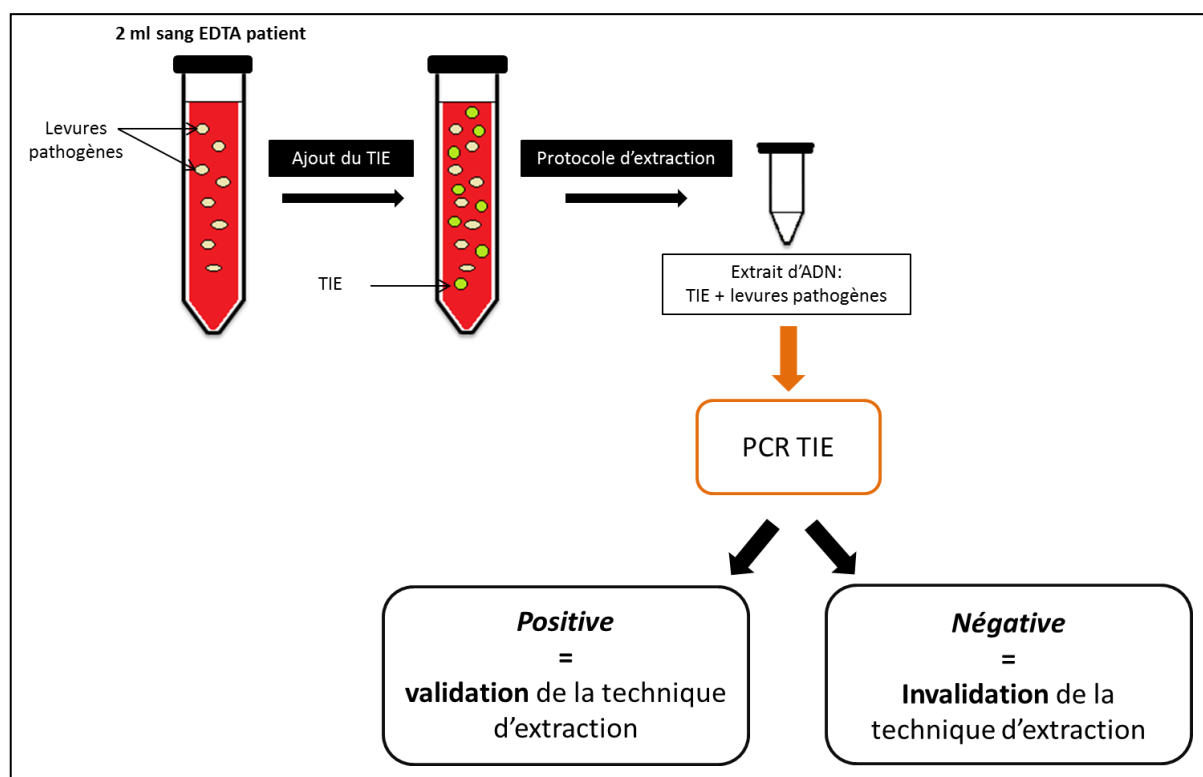 2 ml sang EDTA patient
Levures
pathogènes
Ajout du TIE
Protocole d'extraction
TIE
Extrait d'ADN:
TIE + levures pathogènes
PCR TIE
Positive
=
validation de la technique
d'extraction
Négative
=
Invalidation de la
technique d'extraction